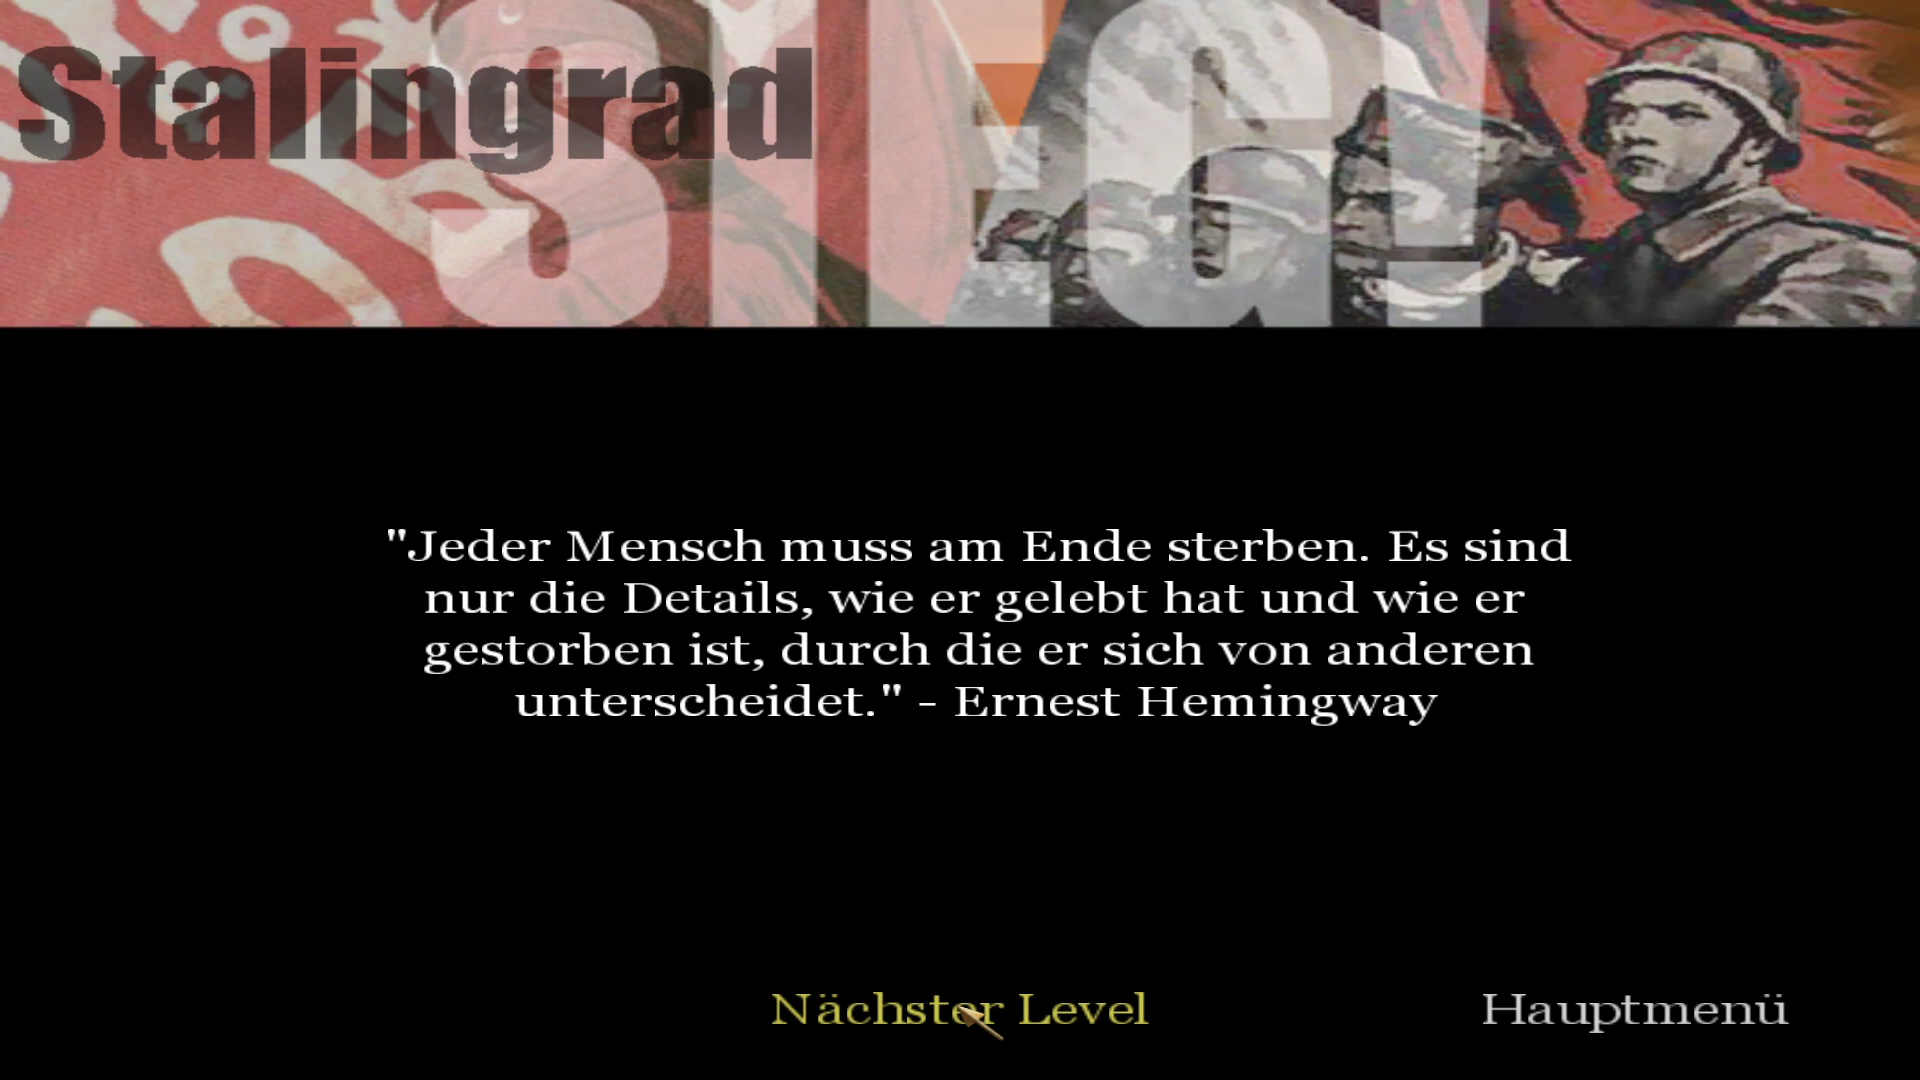 Stalingrad
SIEG!
"Jeder Mensch muss am Ende sterben. Es sind
nur die Details, wie er gelebt hat und wie er
gestorben ist, durch die er sich von anderen
unterscheidet." - Ernest Hemingway
Nächster Level
Hauptmenü